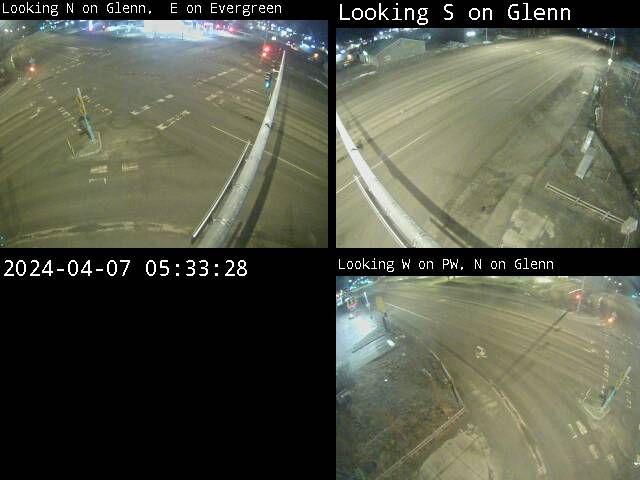 Looking N on Glenn,  E on Evergreen
Looking S on Glenn
2024-04-07 05:33:28
Looking W on PW, N on Glenn